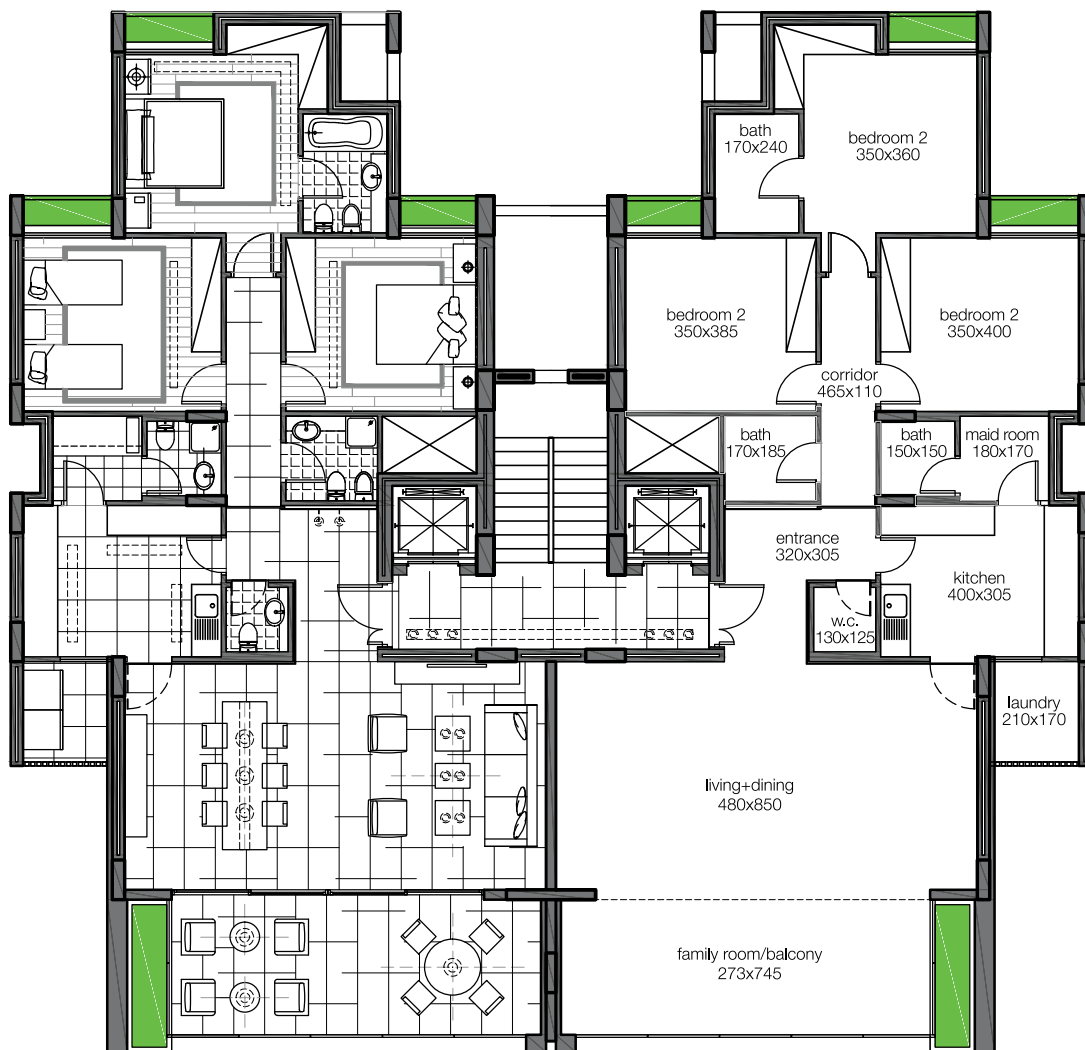 bath
170x240
bedroom 2
350x360
bedroom 2
350x385
bedroom 2
350x400
corridor
465x110
bath
170x185
bath
150x150
maid room
180x170
entrance
320x305
kitchen
400x305
w.c.
130x125
laundry
210x170
living+dining
480x850
family room/balcony
273x745